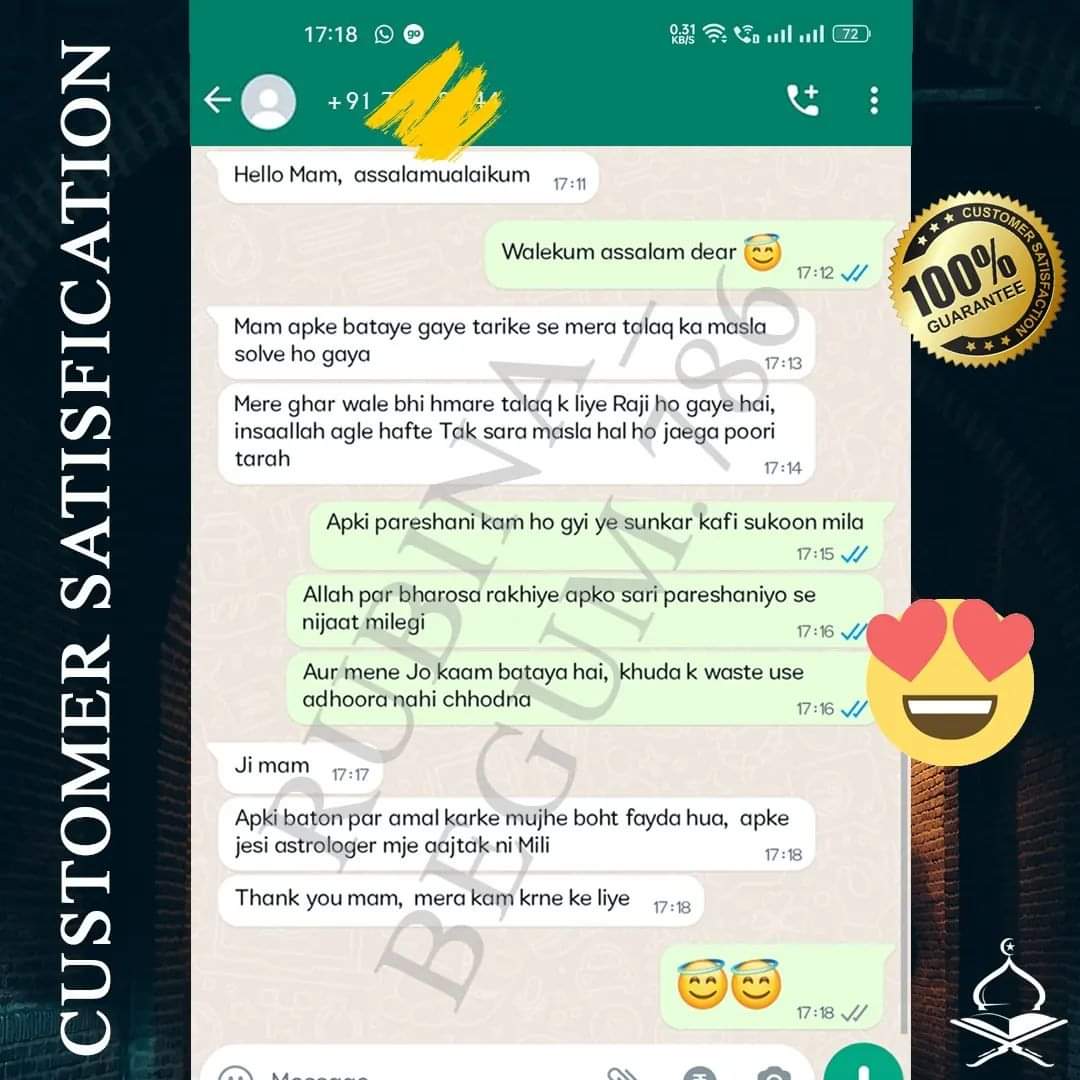 CUSTOMER SATISFICATION
17:18
go
0.31
KB/S
72
+91 7
44
Hello Mam, assalamualaikum 17:11
Walekum assalam dear 😇
17:12
Mam apke bataye gaye tarike se mera talaq ka masla
solve ho gaya
17:13
Mere ghar wale bhi hmare talaq k liye Raji ho gaye hai,
insaallah agle hafte Tak sara masla hal ho jaega poori
tarah
17:14
Apki pareshani kam ho gyi ye sunkar kafi sukoon mila
17:15
Allah par bharosa rakhiye apko sari pareshaniyo se
nijaat milegi
17:16
Aur mene Jo kaam bataya hai, khuda k waste use
adhoora nahi chhodna
17:16
Ji mam 17:17
Apki baton par amal karke mujhe boht fayda hua, apke
jesi astrologer mje aajtak ni Mili
17:18
Thank you mam, mera kam krne ke liye 17:18
😇😇
17:18
Message
RUBINA_
BEGUM.786
CUSTOMER SATISFACTION
100%
GUARANTEE